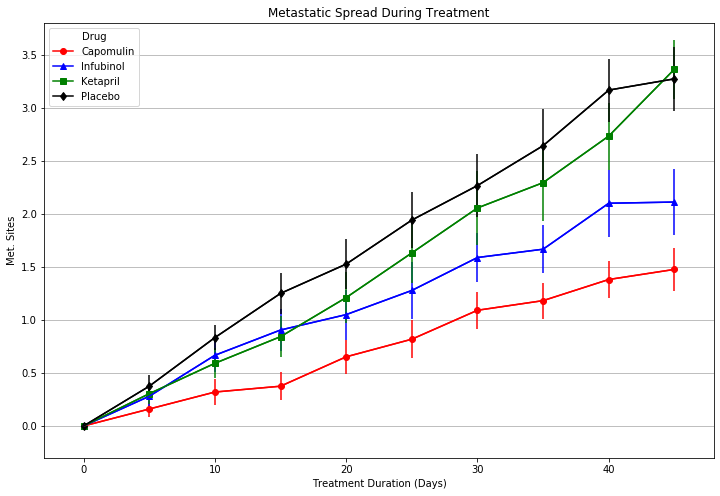 Metastatic Spread During Treatment
Drug
Capomulin
Infubinol
Ketapril
Placebo
3.5
3.0
2.5
2.0
1.5
1.0
0.5
0.0
Met. Sites
0 10 20 30 40
Treatment Duration (Days)